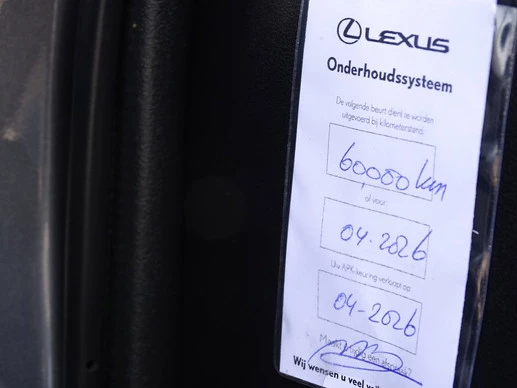 LEXUS
Onderhoudssysteem
De volgende beurt dient te worden
uitgevoerd bij kilometerstand:
60000 km
of voor:
04-2026
Uw APK-keuring verloopt op
04-2026
Wij wensen u veel